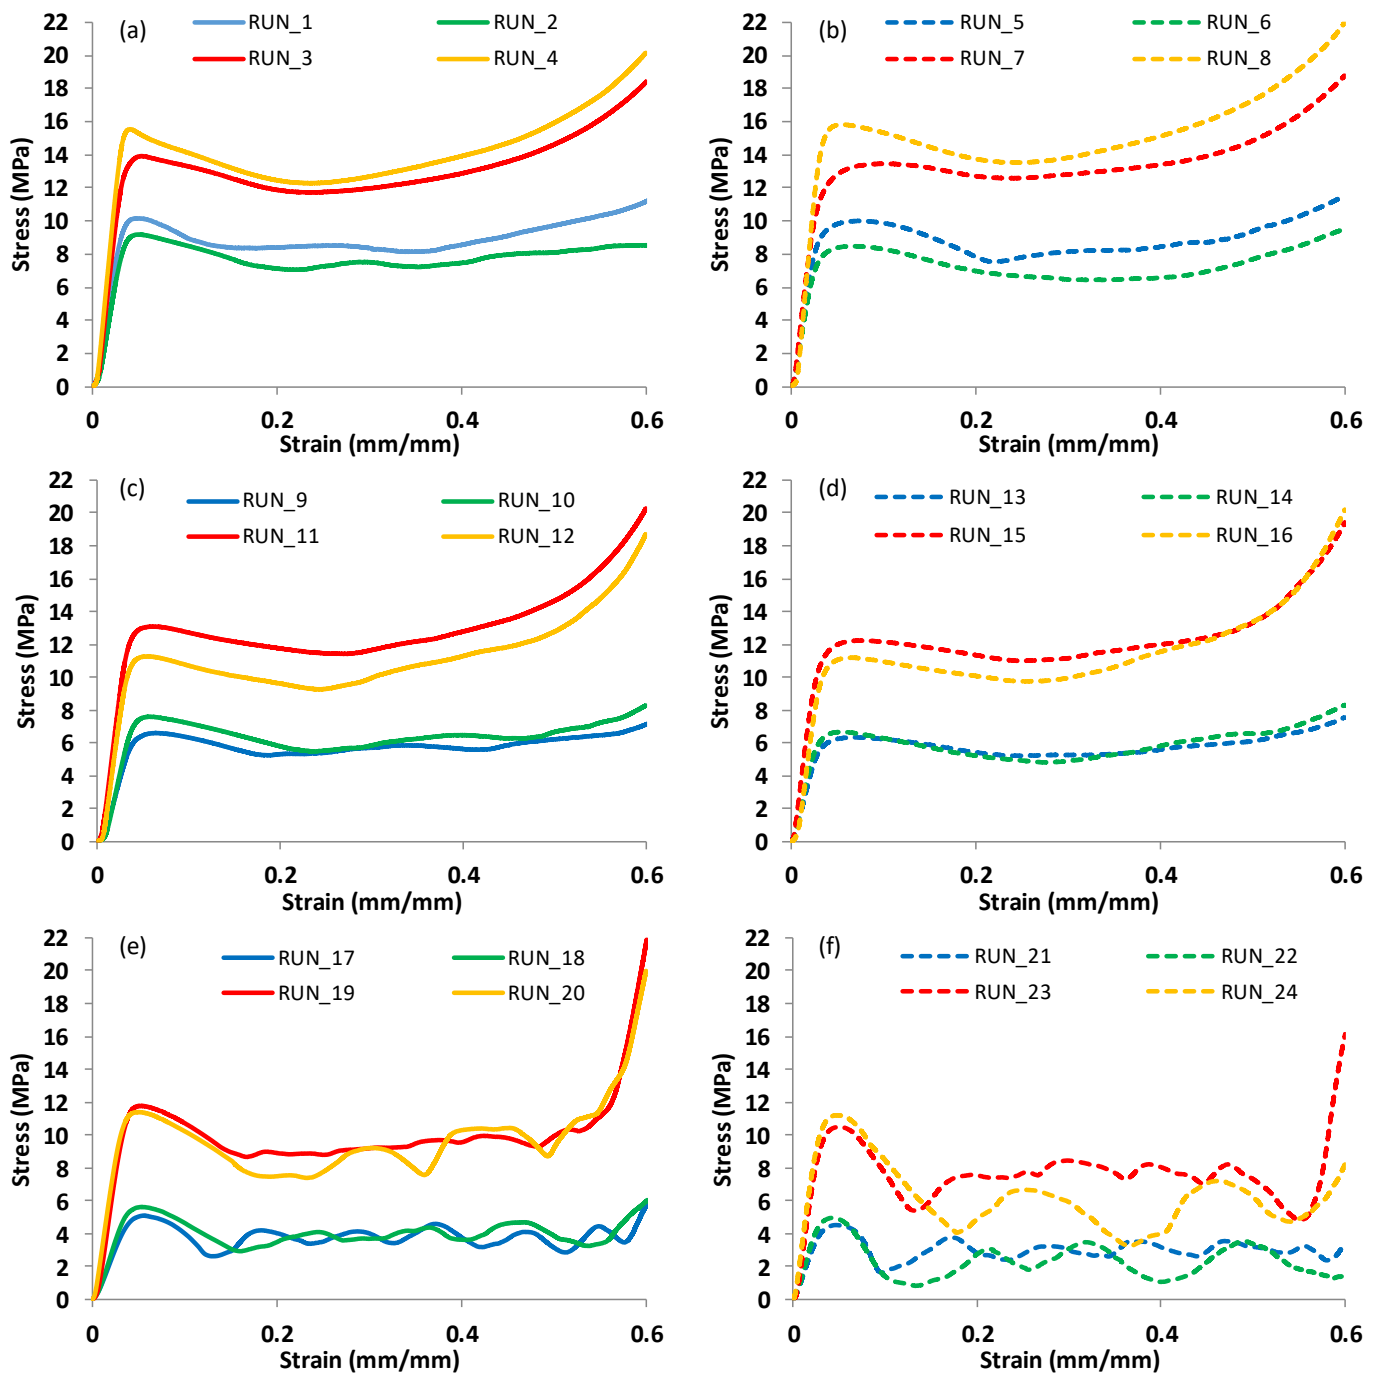 (a) RUN_1 RUN_2
RUN_3 RUN_4
22
20
18
16
14
12
10
8
6
4
2
0
Stress (MPa)
0 0.2 0.4 0.6
Strain (mm/mm)
(b) RUN_5 RUN_6
RUN_7 RUN_8
22
20
18
16
14
12
10
8
6
4
2
0
Stress (MPa)
0 0.2 0.4 0.6
Strain (mm/mm)
(c) RUN_9 RUN_10
RUN_11 RUN_12
22
20
18
16
14
12
10
8
6
4
2
0
Stress (MPa)
0 0.2 0.4 0.6
Strain (mm/mm)
(d) RUN_13 RUN_14
RUN_15 RUN_16
22
20
18
16
14
12
10
8
6
4
2
0
Stress (MPa)
0 0.2 0.4 0.6
Strain (mm/mm)
(e) RUN_17 RUN_18
RUN_19 RUN_20
22
20
18
16
14
12
10
8
6
4
2
0
Stress (MPa)
0 0.2 0.4 0.6
Strain (mm/mm)
(f) RUN_21 RUN_22
RUN_23 RUN_24
22
20
18
16
14
12
10
8
6
4
2
0
Stress (MPa)
0 0.2 0.4 0.6
Strain (mm/mm)